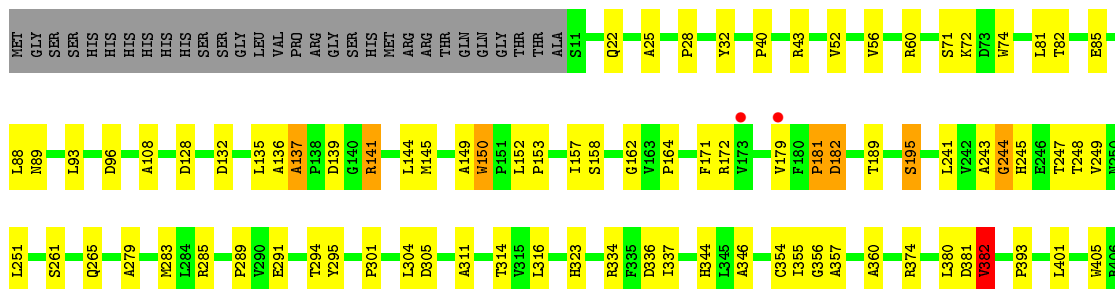 MET GLY SER SER HIS HIS HIS HIS HIS HIS SER SER GLY LEU VAL PRO ARG GLY SER HIS MET ARG ARG THR GLN GLN GLY THR THR ALA S11 Q22 A25 P28 Y32 P40 R43 V52 V56 R60 S71 K72 D73 W74 L81 T82 E85
L88 N89 L93 D96 A108 D128 D132 L135 A136 A137 P138 D139 G140 R141 L144 M145 A149 W150 P151 L152 P153 I157 S158 G162 V163 P164 F171 R172 V173 V179 F180 P181 D182 T189 S195 L241 V242 A243 G244 H245 E246 T247 T248 V249 N250
L251 S261 Q265 A279 M283 L284 R285 P289 V290 E291 T294 Y295 P301 L304 D305 A311 T314 V315 L316 H323 R334 F335 D336 I337 H344 L345 A346 C354 I355 G356 A357 A360 R374 L380 D381 V382 P393 L401 W405 R406